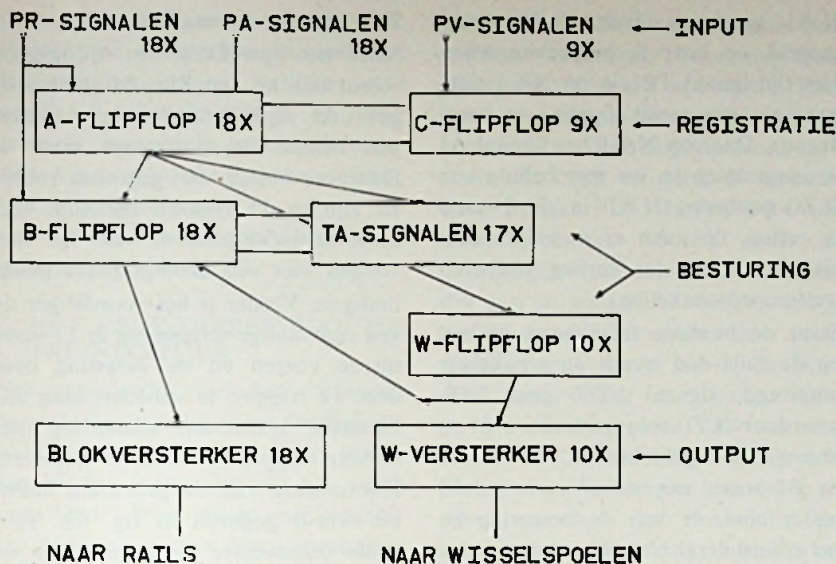 PR-SIGNALEN PA-SIGNALEN PV-SIGNALEN INPUT
18X 18X 9X
A-FLIPFLOP 18X C-FLIPFLOP 9X REGISTRATIE
B-FLIPFLOP 18X TA-SIGNALEN 17X
BESTURING
W-FLIPFLOP 10X
BLOKVERSTERKER 18X W-VERSTERKER 10X OUTPUT
NAAR RAILS NAAR WISSELSPOELEN